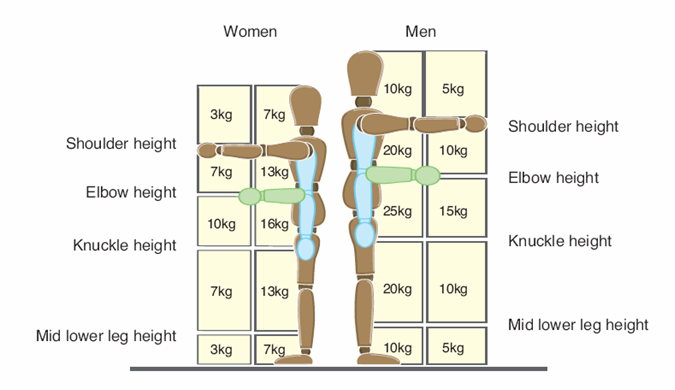 Women
Men
3kg 7kg
10kg 5kg
Shoulder height
Shoulder height
7kg 13kg
20kg 10kg
Elbow height
Elbow height
10kg 16kg
25kg 15kg
Knuckle height
Knuckle height
7kg 13kg
20kg 10kg
Mid lower leg height
Mid lower leg height
3kg 7kg
10kg 5kg